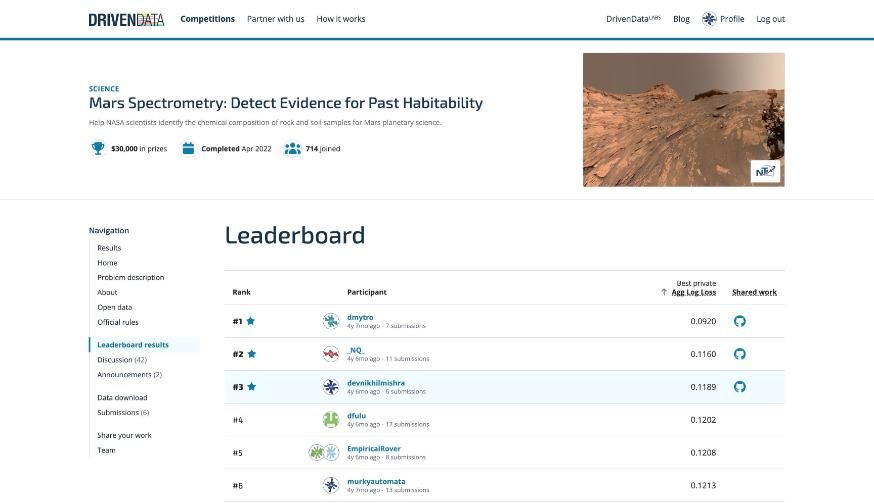 DRIVENDATA
Competitions Partner with us How it works
DrivenDataLABS Blog Profile Log out
SCIENCE
Mars Spectrometry: Detect Evidence for Past Habitability
Help NASA scientists identify the chemical composition of rock and soil samples for Mars planetary science.
$30,000 in prizes Completed Apr 2022 714 joined
Navigation
Results
Home
Problem description
About
Open data
Official rules
Leaderboard results
Discussion (42)
Announcements (2)
Data download
Submissions (6)
Share your work
Team
Leaderboard
Best private
Rank Participant ↑ Agg Log Loss Shared work
#1 dmytro 0.0920
4y 7mo ago · 7 submissions
#2 _NQ_ 0.1160
4y 6mo ago · 11 submissions
#3 devnikhilmishra 0.1189
4y 6mo ago · 6 submissions
#4 dfulu 0.1202
4y 6mo ago · 17 submissions
#5 EmpiricalRover 0.1208
4y 6mo ago · 8 submissions
#6 murkyautomata 0.1213
4y 7mo ago · 13 submissions